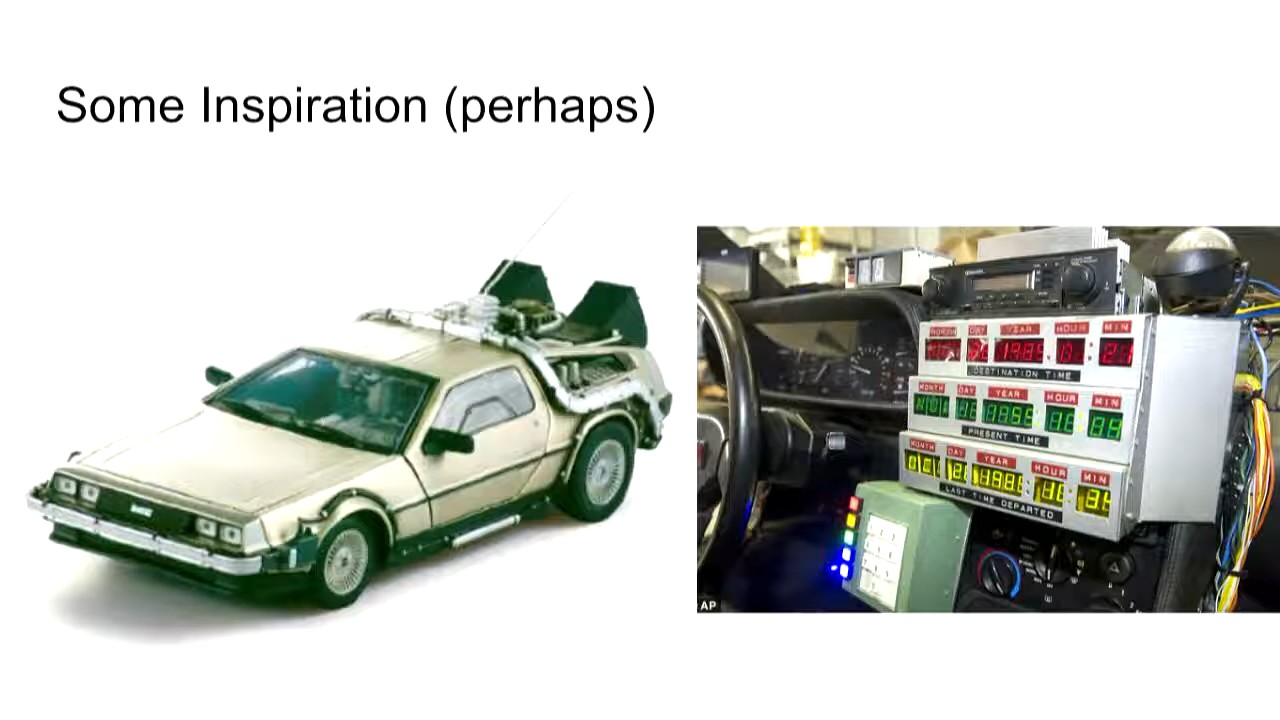 Some Inspiration (perhaps)
MONTH DAY YEAR HOUR MIN
DESTINATION TIME
MONTH DAY YEAR HOUR MIN
PRESENT TIME
MONTH DAY YEAR HOUR MIN
LAST TIME DEPARTED
AP